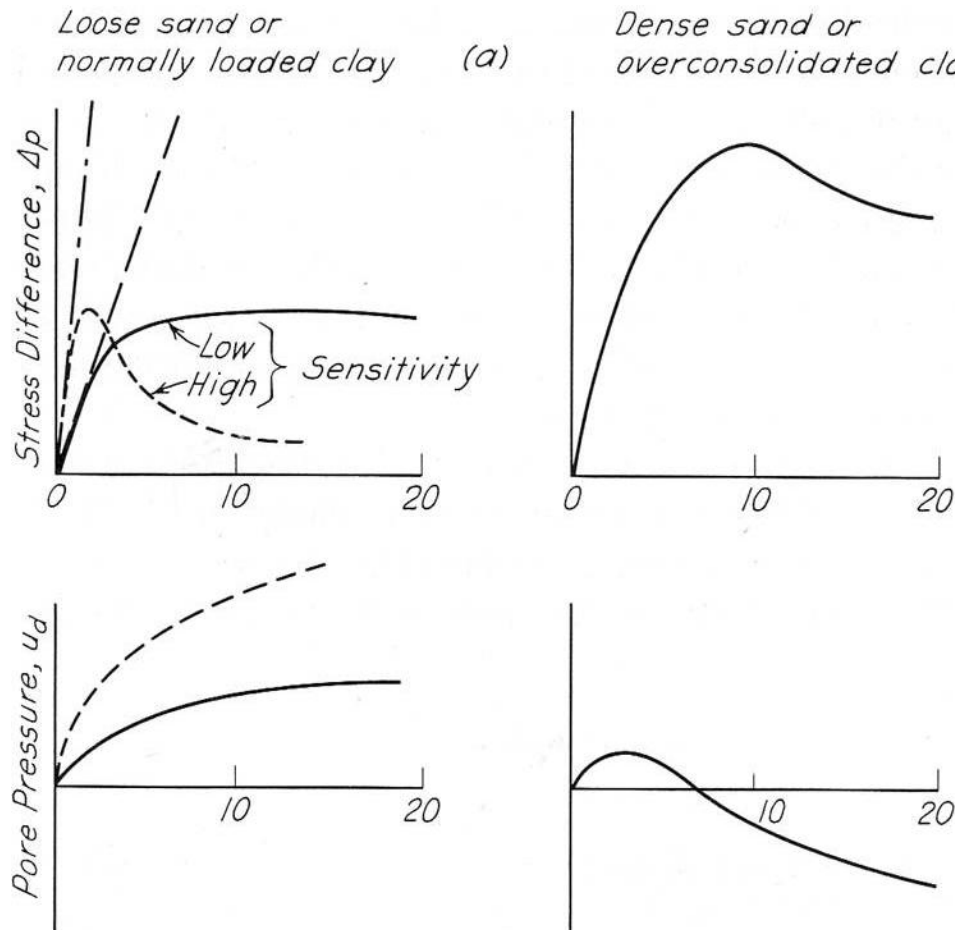 Loose sand or
normally loaded clay
(a)
Dense sand or
overconsolidated cla
Stress Difference, Δp
Low
High
Sensitivity
0 10 20
0 10 20
Pore Pressure, u_d
10 20
10 20